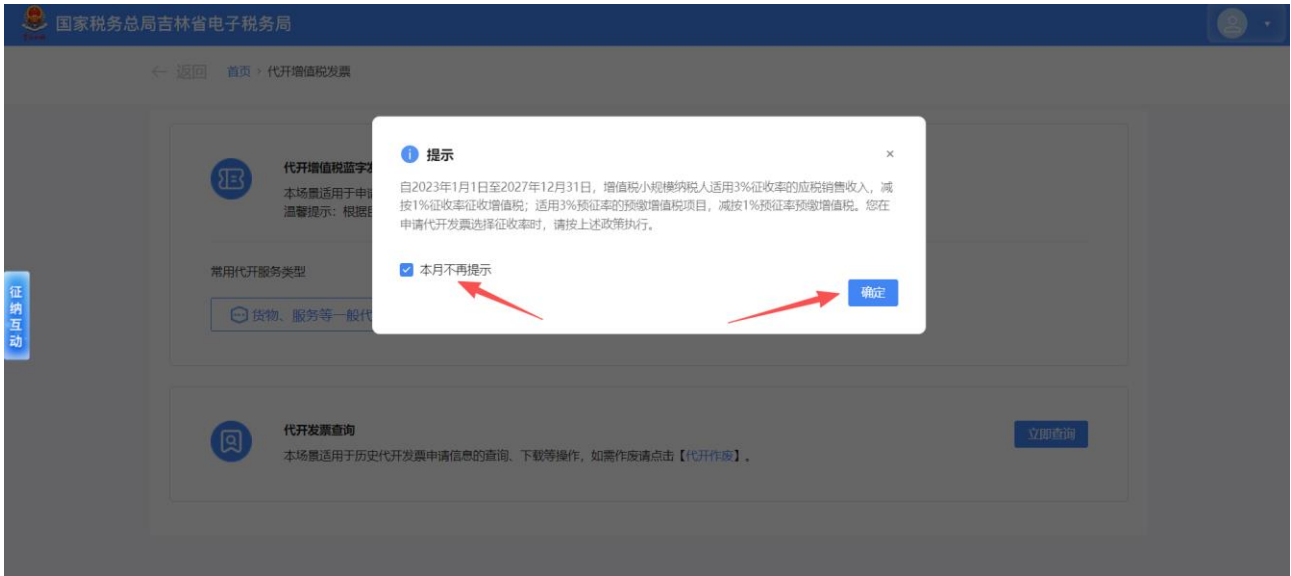 国家税务总局吉林省电子税务局
← 返回 首页 › 代开增值税发票
提示
×
自2023年1月1日至2027年12月31日，增值税小规模纳税人适用3%征收率的应税销售收入，减
按1%征收率征收增值税；适用3%预征率的预缴增值税项目，减按1%预征率预缴增值税。您在
申请代开发票选择征收率时，请按上述政策执行。
本月不再提示
确定
代开增值税蓝字
本场景适用于申
温馨提示：根据
常用代开服务类型
货物、服务等一般代
征纳互动
代开发票查询
本场景适用于历史代开发票申请信息的查询、下载等操作，如需作废请点击【代开作废】。
立即查询